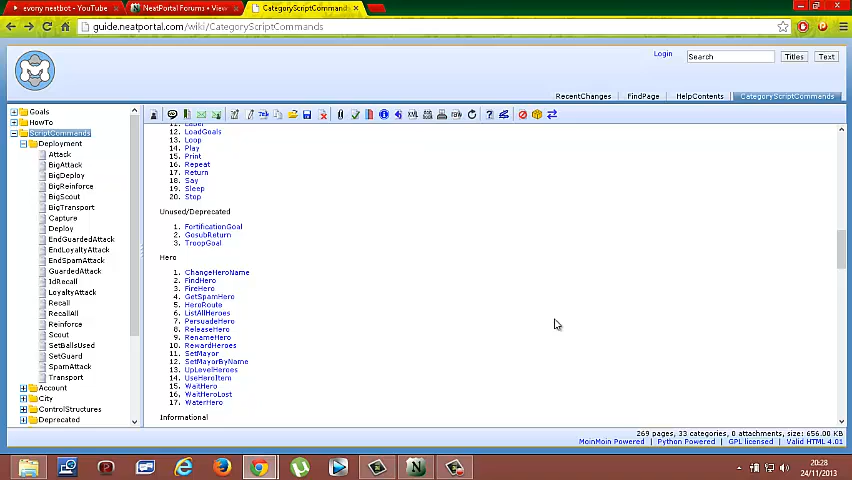 evony neatbot - YouTube
NeatPortal Forums • View
CategoryScriptCommands
guide.neatportal.com/wiki/CategoryScriptCommands
Login
Search
Titles
Text
RecentChanges
FindPage
HelpContents
CategoryScriptCommands
Goals
HowTo
ScriptCommands
Deployment
Attack
BigAttack
BigDeploy
BigReinforce
BigScout
BigTransport
Capture
Deploy
EndGuardedAttack
EndLoyaltyAttack
EndSpamAttack
GuardedAttack
IdRecall
LoyaltyAttack
Recall
RecallAll
Reinforce
Scout
SetBallsUsed
SetGuard
SpamAttack
Transport
Account
City
ControlStructures
Deprecated
11. Label
12. LoadGoals
13. Loop
14. Play
15. Print
16. Repeat
17. Return
18. Say
19. Sleep
20. Stop
Unused/Deprecated
1. FortificationGoal
2. GosubReturn
3. TroopGoal
Hero
1. ChangeHeroName
2. FindHero
3. FireHero
4. GetSpamHero
5. HeroRoute
6. ListAllHeroes
7. PersuadeHero
8. ReleaseHero
9. RenameHero
10. RewardHeroes
11. SetMayor
12. SetMayorByName
13. UpLevelHeroes
14. UseHeroItem
15. WaitHero
16. WaitHeroLost
17. WaterHero
Informational
269 pages, 33 categories, 0 attachments, size: 656.00 KB
MoinMoin Powered | Python Powered | GPL licensed | Valid HTML 4.01
20:28
24/11/2013